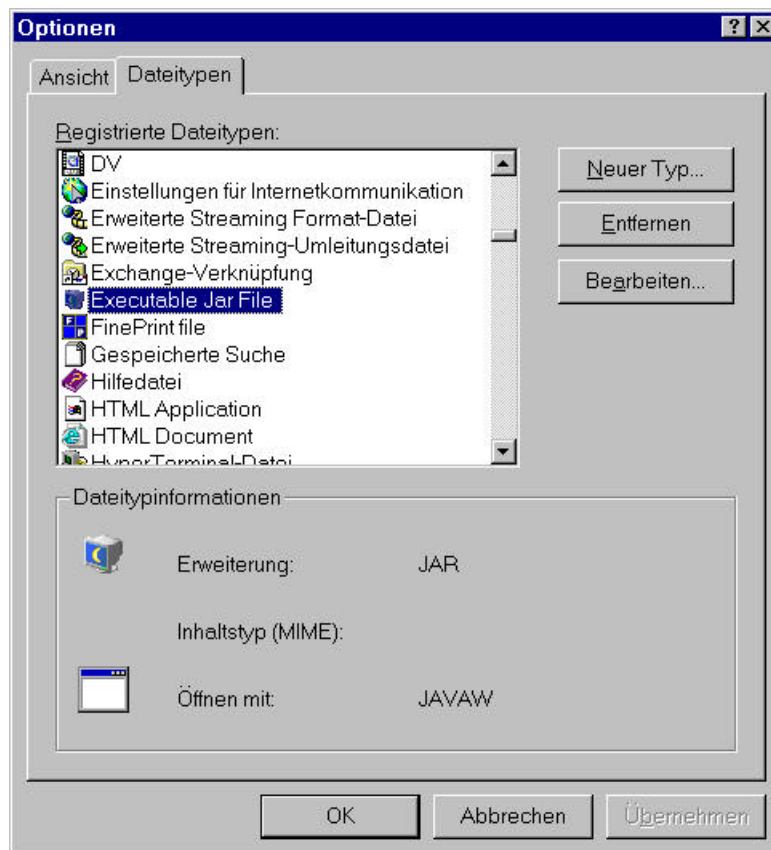 Optionen
Ansicht
Dateitypen
Registrierte Dateitypen:
DV
Einstellungen für Internetkommunikation
Erweiterte Streaming Format-Datei
Erweiterte Streaming-Umleitungsdatei
Exchange-Verknüpfung
Executable Jar File
FinePrint file
Gespeicherte Suche
Hilfedatei
HTML Application
HTML Document
HyperTerminal-Datei
Neuer Typ...
Entfernen
Bearbeiten...
Dateitypinformationen
Erweiterung: JAR
Inhaltstyp (MIME):
Öffnen mit: JAVAW
OK
Abbrechen
Übernehmen